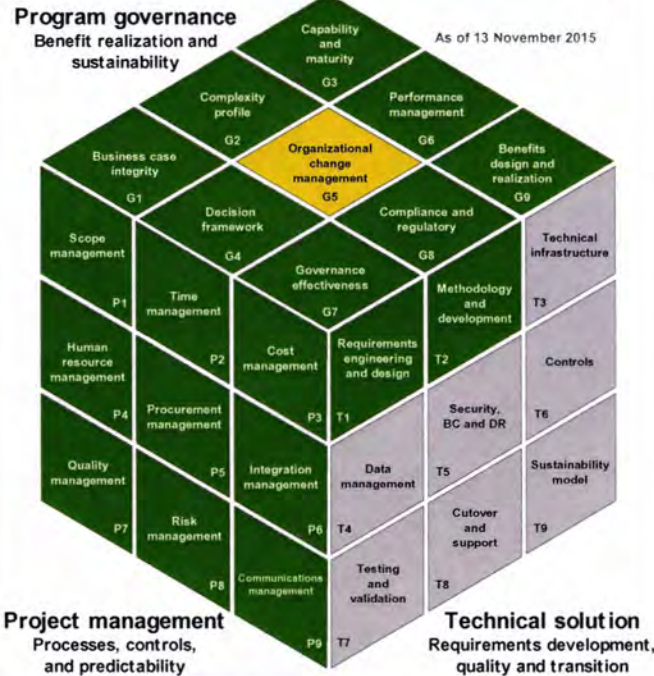 Program governance
Benefit realization and
sustainability
As of 13 November 2015
Capability
and
maturity
G3
Complexity
profile
G2
Performance
management
G6
Business case
integrity
G1
Organizational
change
management
G5
Benefits
design and
realization
G9
Decision
framework
G4
Compliance and
regulatory
G8
Governance
effectiveness
G7
Scope
management
P1
Time
management
P2
Cost
management
P3
Human
resource
management
P4
Procurement
management
P5
Integration
management
P6
Quality
management
P7
Risk
management
P8
Communications
management
P9
Requirements
engineering
and design
T1
Methodology
and
development
T2
Technical
infrastructure
T3
Data
management
T4
Security,
BC and DR
T5
Controls
T6
Testing
and
validation
T7
Cutover
and
support
T8
Sustainability
model
T9
Project management
Processes, controls,
and predictability
Technical solution
Requirements development,
quality and transition